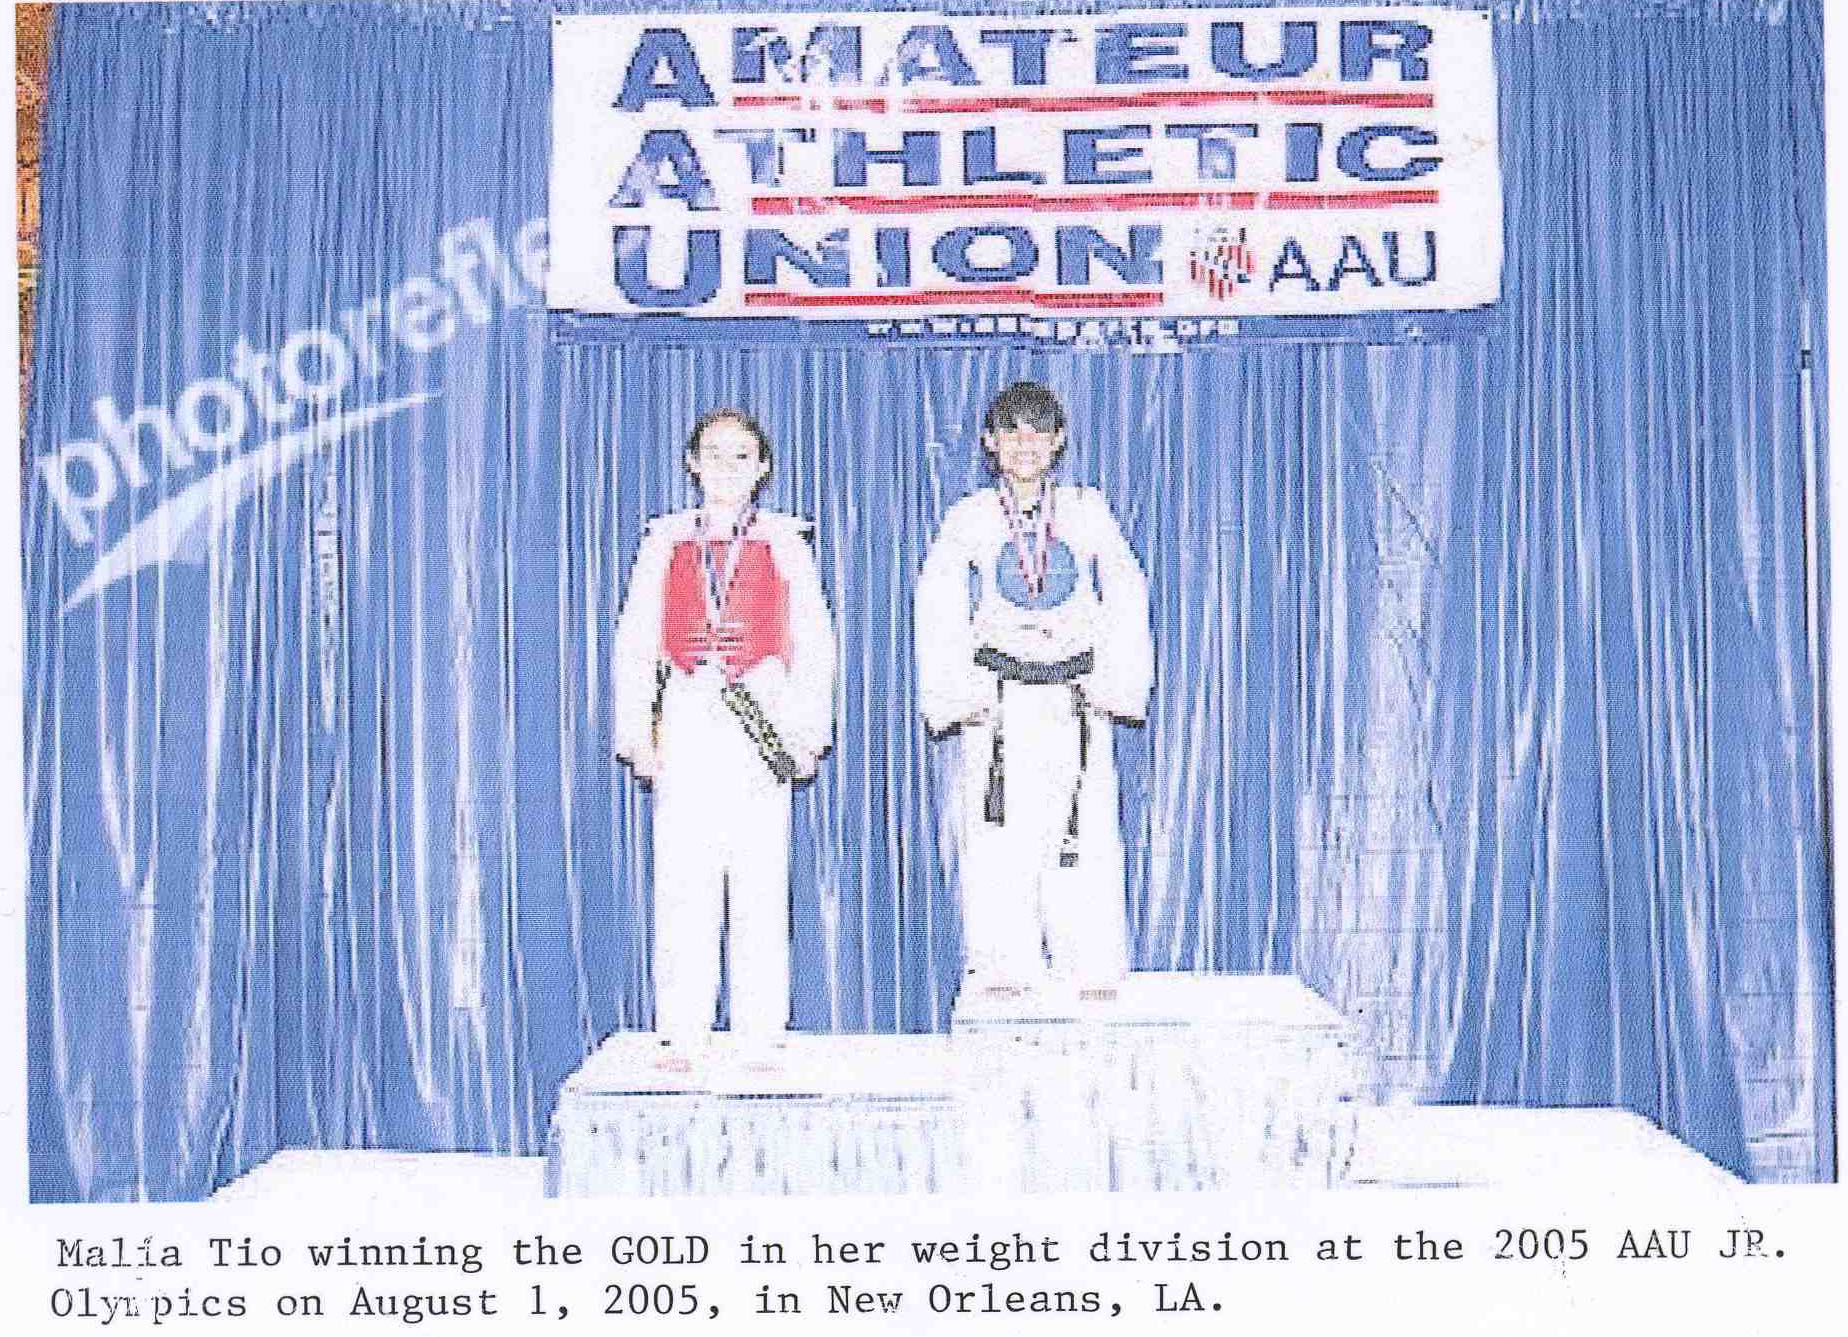 AMATEUR
ATHLETIC
UNION AAU
photorefle
Malia Tio winning the GOLD in her weight division at the 2005 AAU JR.
Olympics on August 1, 2005, in New Orleans, LA.